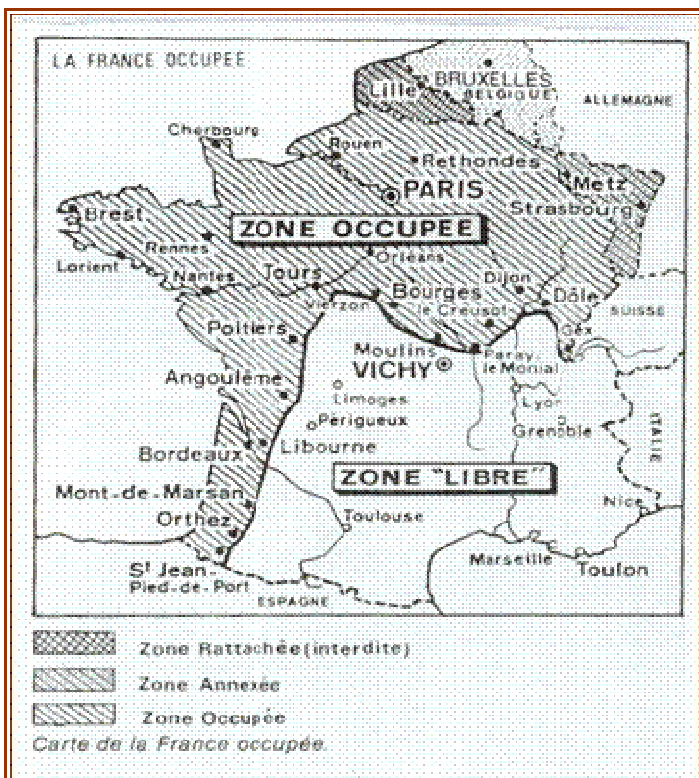 LA FRANCE OCCUPÉE
BRUXELLES
BELGIQUE
Lille
ALLEMAGNE
Cherbourg
Rouen
Rethondes
Metz
PARIS
Strasbourg
Brest
ZONE OCCUPÉE
Rennes
Orléans
Lorient
Nantes
Tours
Dijon
Vierzon
Bourges
Dôle
SUISSE
le Creusot
Poitiers
Gex
Moulins
Paray-
le Monial
VICHY
Angoulême
Limoges
Lyon
Périgueux
Grenoble
ITALIE
Bordeaux
Libourne
ZONE "LIBRE"
Mont-de-Marsan
Nice
Orthez
Toulouse
Marseille
Toulon
St Jean-
Pied-de-Port
ESPAGNE
Zone Rattachée (interdite)
Zone Annexée
Zone Occupée
Carte de la France occupée.